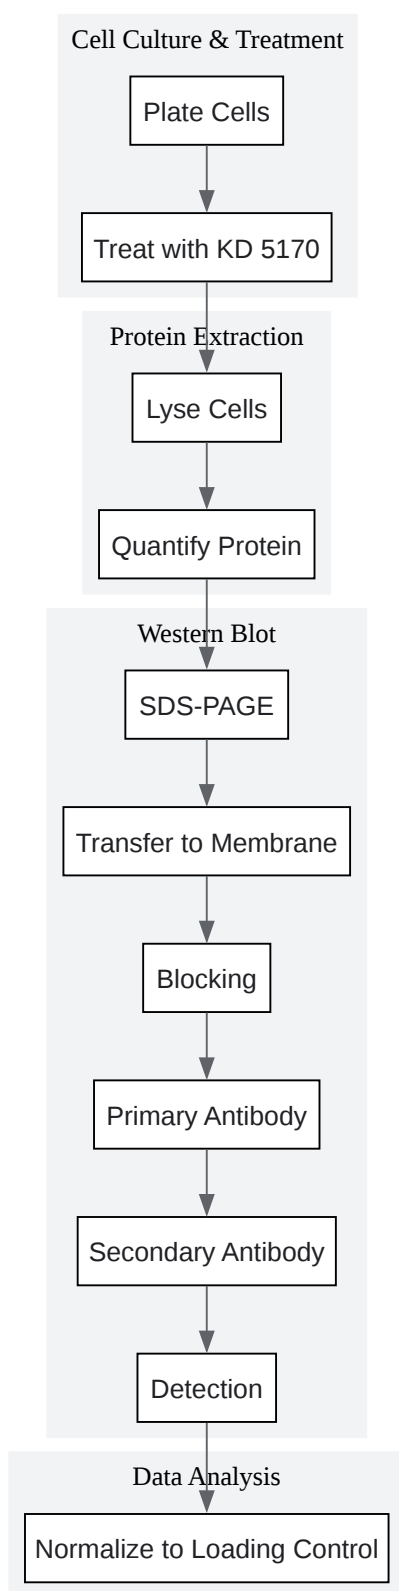 Cell Culture & Treatment
Plate Cells
Treat with KD 5170
Protein Extraction
Lyse Cells
Quantify Protein
Western Blot
SDS-PAGE
Transfer to Membrane
Blocking
Primary Antibody
Secondary Antibody
Detection
Data Analysis
Normalize to Loading Control